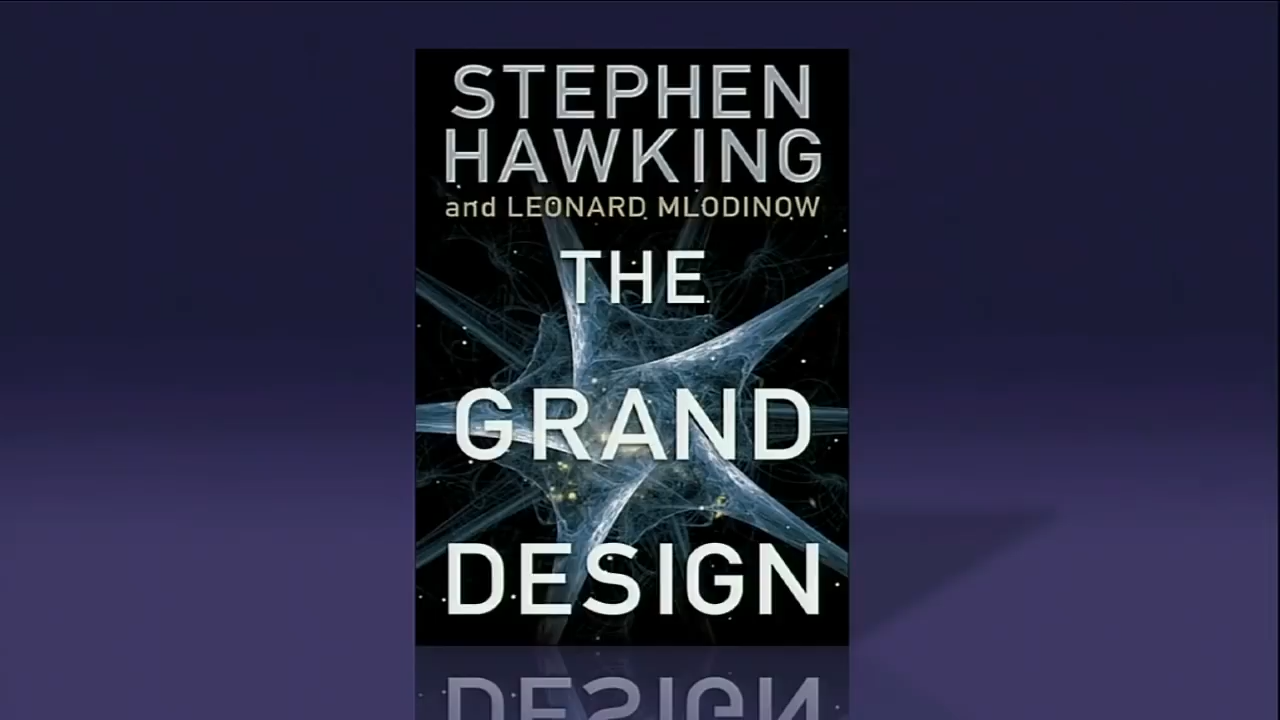 STEPHEN
HAWKING
and LEONARD MLODINOW
THE
GRAND
DESIGN